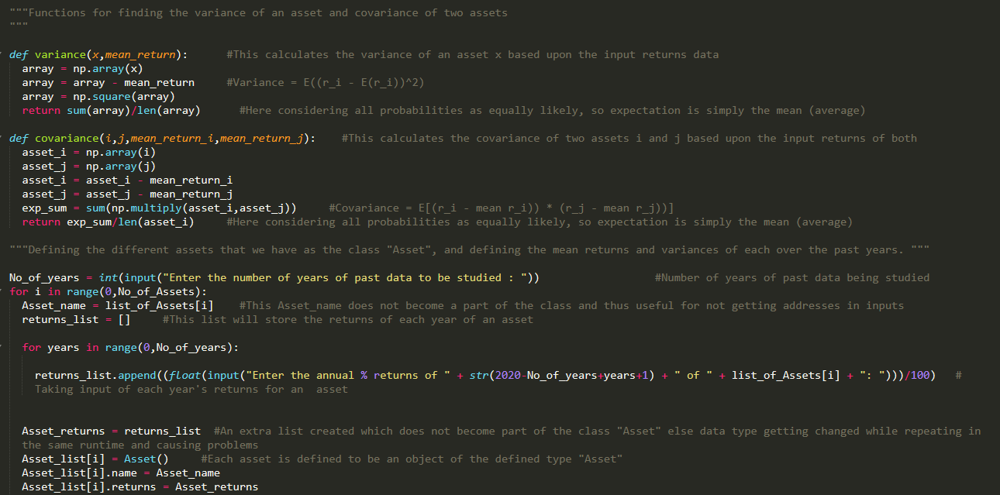 """Functions for finding the variance of an asset and covariance of two assets
"""
def variance(x,mean_return):      #This calculates the variance of an asset x based upon the input returns data
  array = np.array(x)
  array = array - mean_return     #Variance = E((r_i - E(r_i))^2)
  array = np.square(array)
  return sum(array)/len(array)      #Here considering all probabilities as equally likely, so expectation is simply the mean (average)
def covariance(i,j,mean_return_i,mean_return_j):    #This calculates the covariance of two assets i and j based upon the input returns of both
  asset_i = np.array(i)
  asset_j = np.array(j)
  asset_i = asset_i - mean_return_i
  asset_j = asset_j - mean_return_j
  exp_sum = sum(np.multiply(asset_i,asset_j))     #Covariance = E[(r_i - mean r_i)) * (r_j - mean r_j))]
  return exp_sum/len(asset_i)     #Here considering all probabilities as equally likely, so expectation is simply the mean (average)
"""Defining the different assets that we have as the class "Asset", and defining the mean returns and variances of each over the past years. """
No_of_years = int(input("Enter the number of years of past data to be studied : "))                  #Number of years of past data being studied
for i in range(0,No_of_Assets):
  Asset_name = list_of_Assets[i]    #This Asset_name does not become a part of the class and thus useful for not getting addresses in inputs
  returns_list = []     #This list will store the returns of each year of an asset
  for years in range(0,No_of_years):
    returns_list.append((float(input("Enter the annual % returns of " + str(2020-No_of_years+years+1) + " of " + list_of_Assets[i] + ": ")))/100)   #
    Taking input of each year's returns for an  asset
  Asset_returns = returns_list  #An extra list created which does not become part of the class "Asset" else data type getting changed while repeating in
  the same runtime and causing problems
  Asset_list[i] = Asset()     #Each asset is defined to be an object of the defined type "Asset"
  Asset_list[i].name = Asset_name
  Asset_list[i].returns = Asset_returns